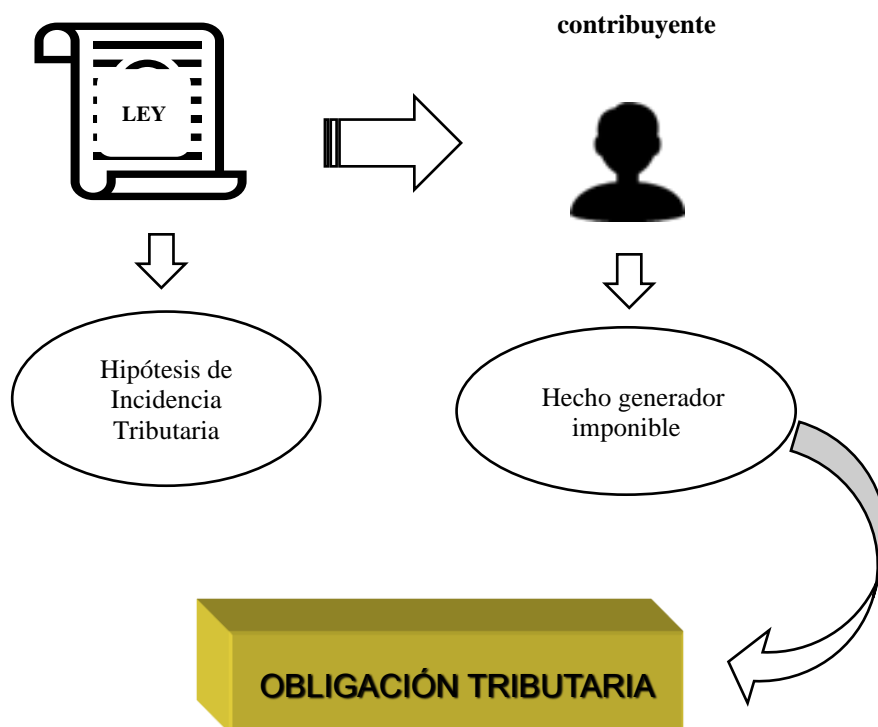 contribuyente
LEY
Hipótesis de
Incidencia
Tributaria
Hecho generador
imponible
OBLIGACIÓN TRIBUTARIA